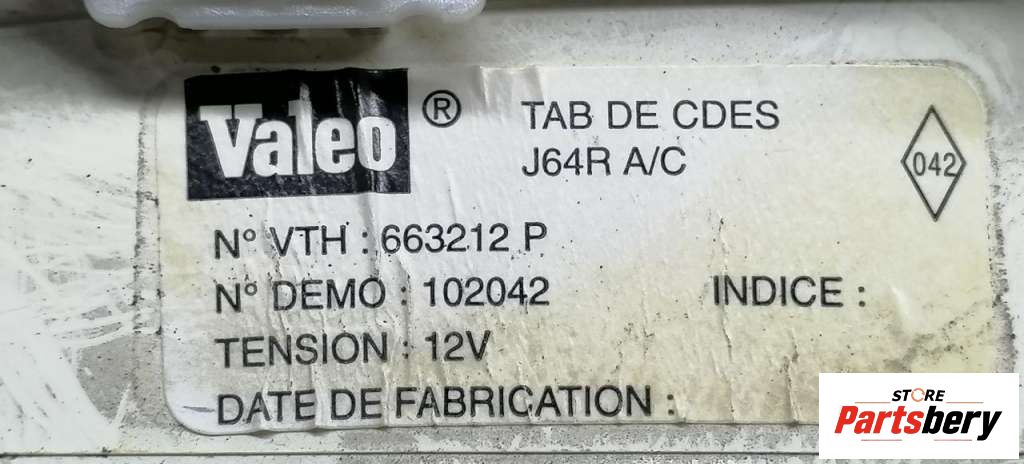 Valeo ® TAB DE CDES
J64R A/C
042
N° VTH : 663212 P
N° DEMO : 102042 INDICE :
TENSION : 12V
DATE DE FABRICATION :
STORE
Partsbery